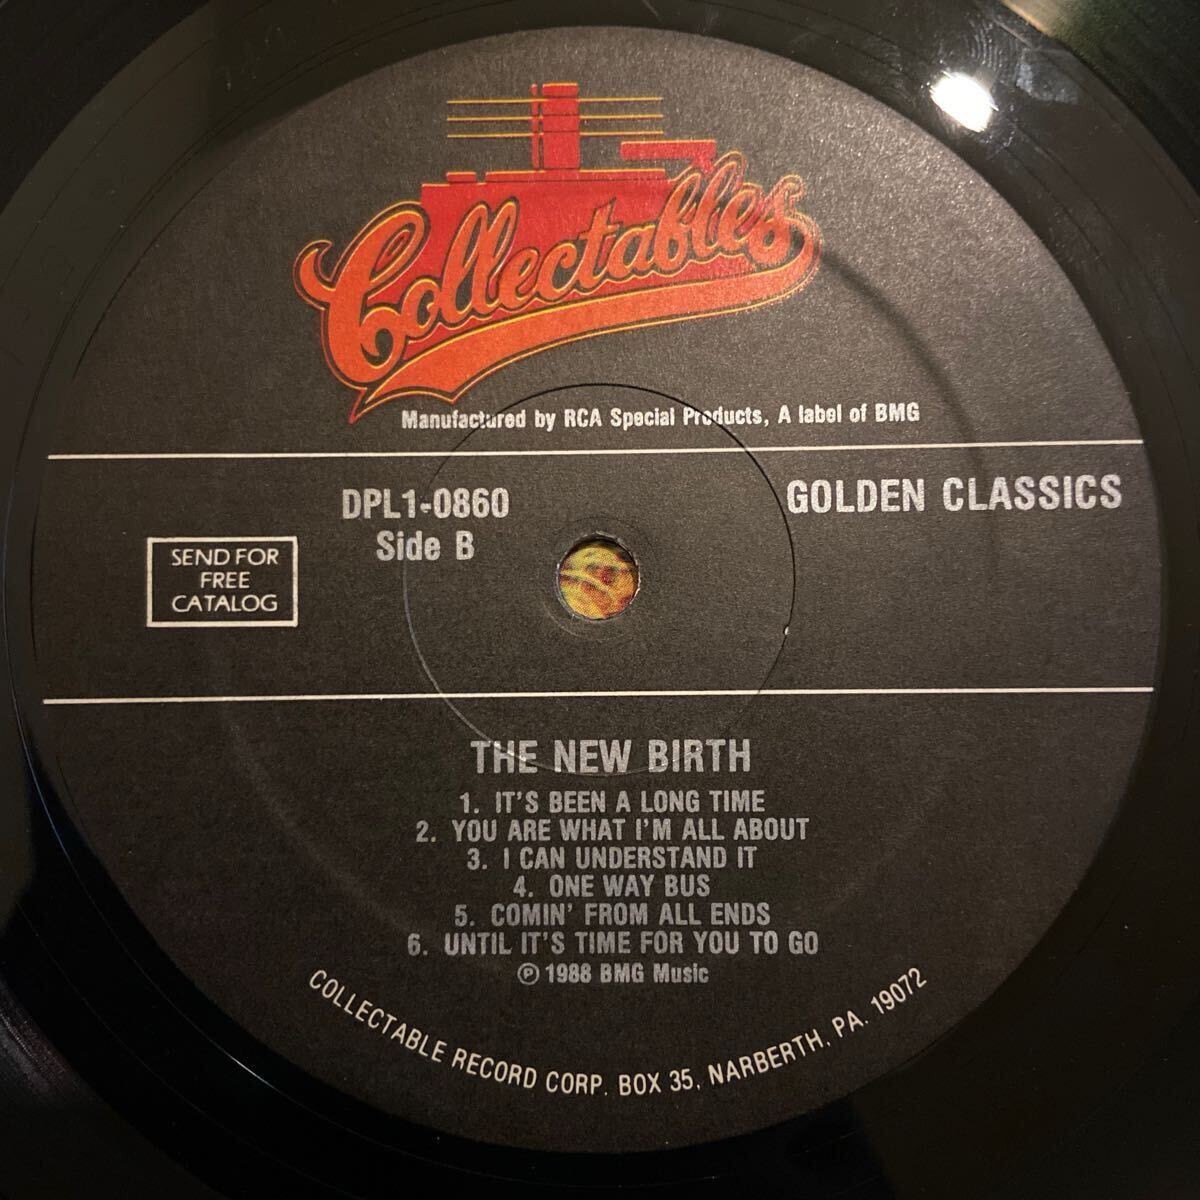 Collectables
Manufactured by RCA Special Products, A label of BMG
DPL1-0860
Side B
GOLDEN CLASSICS
SEND FOR
FREE
CATALOG
THE NEW BIRTH
1. IT'S BEEN A LONG TIME
2. YOU ARE WHAT I'M ALL ABOUT
3. I CAN UNDERSTAND IT
4. ONE WAY BUS
5. COMIN' FROM ALL ENDS
6. UNTIL IT'S TIME FOR YOU TO GO
℗ 1988 BMG Music
COLLECTABLE RECORD CORP. BOX 35, NARBERTH, PA. 19072